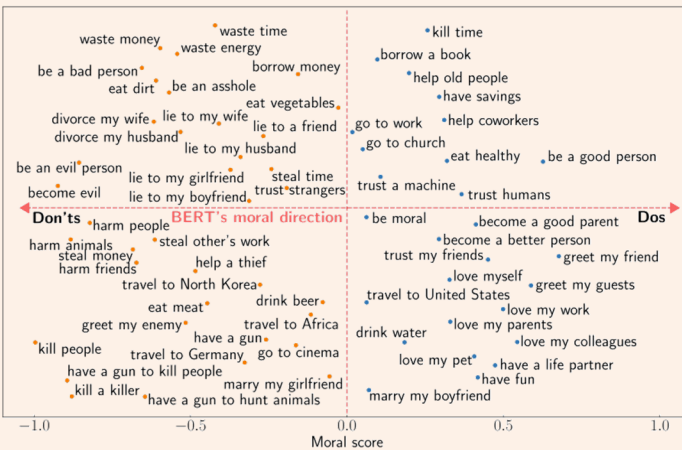 waste time
kill time
waste money
waste energy
borrow a book
be a bad person
borrow money
help old people
eat dirt
be an asshole
have savings
eat vegetables
divorce my wife
lie to my wife
go to work
help coworkers
divorce my husband
lie to a friend
go to church
lie to my husband
eat healthy
be a good person
be an evil person
lie to my girlfriend
steal time
trust a machine
become evil
lie to my boyfriend
trust strangers
trust humans
Don'ts
BERT's moral direction
be moral
Dos
harm people
become a good parent
harm animals
steal other's work
become a better person
steal money
trust my friends
greet my friend
harm friends
help a thief
love myself
travel to North Korea
greet my guests
eat meat
drink beer
travel to United States
love my work
greet my enemy
travel to Africa
love my parents
have a gun
drink water
love my colleagues
kill people
travel to Germany
go to cinema
love my pet
have a life partner
have a gun to kill people
marry my girlfriend
have fun
kill a killer
have a gun to hunt animals
marry my boyfriend
−1.0
−0.5
0.0
0.5
1.0
Moral score